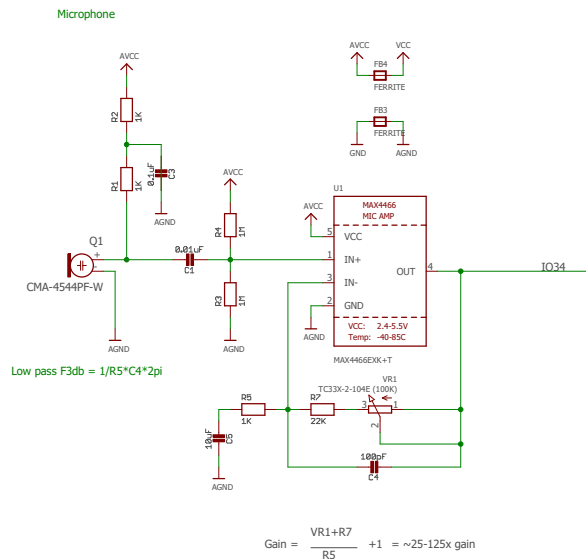 Microphone
AVCC
R2
1K
R1
1K
0.1uF
C3
AGND
Q1
+
-
CMA-4544PF-W
AGND
0.01uF
C1
AVCC
R4
1M
R3
1M
AGND
AVCC
VCC
FB4
FERRITE
FB3
FERRITE
GND
AGND
U1
MAX4466
MIC AMP
AVCC
5
VCC
1
IN+
3
IN-
2
GND
AGND
OUT
4
IO34
VCC: 2.4-5.5V
Temp: -40-85C
MAX4466EXK+T
Low pass F3db = 1/R5*C4*2pi
VR1
TC33X-2-104E (100K)
3
1
2
R5
1K
R7
22K
10uF
C5
AGND
100pF
C4
VR1+R7
Gain = +1 = ~25-125x gain
R5